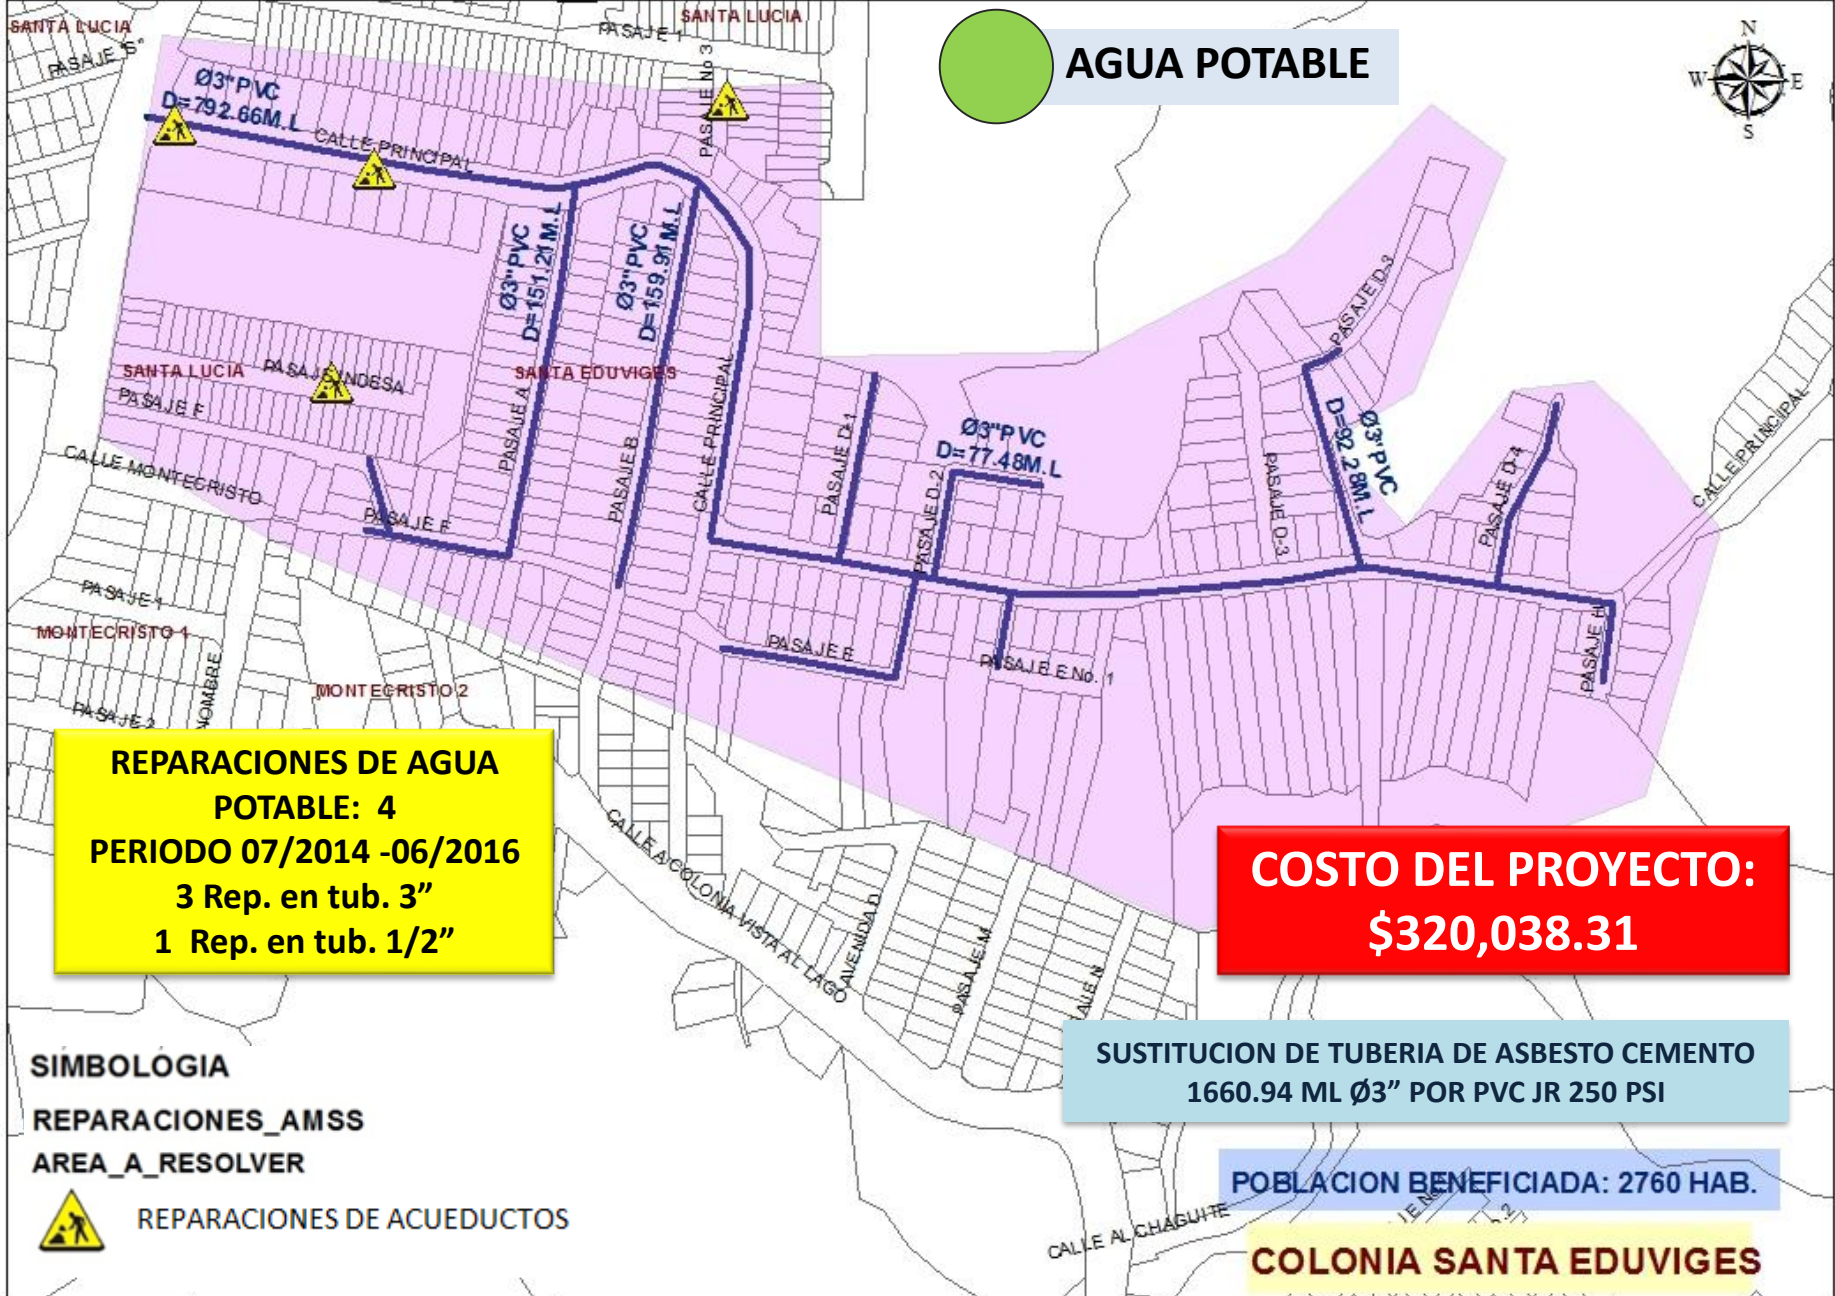 SANTA LUCIA
SANTA LUCIA
PASAJE 1
PASAJE "B"
AGUA POTABLE
N
W
E
S
PASAJE No 3
Ø3"PVC
D=792.66M.L
CALLE PRINCIPAL
Ø3"PVC
D=151.21M.L
Ø3"PVC
D=159.91M.L
PASAJE D-3
SANTA LUCIA
SANTA EDUVIGES
PASAJE F
CALLE MONTECRISTO
PASAJE A
PASAJE B
CALLE PRINCIPAL
PASAJE D-1
Ø3"PVC
D=77.48M.L
PASAJE D-2
PASAJE D-3
Ø3"PVC
D=92.28M.L
PASAJE D-4
CALLE PRINCIPAL
PASAJE F
PASAJE 1
MONTECRISTO 1
PASAJE E
PASAJE E No. 1
PASAJE H
MONTECRISTO 2
NOMBRE
PASAJE 2
REPARACIONES DE AGUA
POTABLE: 4
PERIODO 07/2014 -06/2016
3 Rep. en tub. 3”
1 Rep. en tub. 1/2”
CALLE A COLONIA VISTA AL LAGO
AVENIDA D
PASAJE M
AJE N
COSTO DEL PROYECTO:
$320,038.31
SUSTITUCION DE TUBERIA DE ASBESTO CEMENTO
1660.94 ML Ø3” POR PVC JR 250 PSI
SIMBOLOGIA
REPARACIONES_AMSS
AREA_A_RESOLVER
REPARACIONES DE ACUEDUCTOS
POBLACION BENEFICIADA: 2760 HAB.
CALLE AL CHAGUITE
COLONIA SANTA EDUVIGES